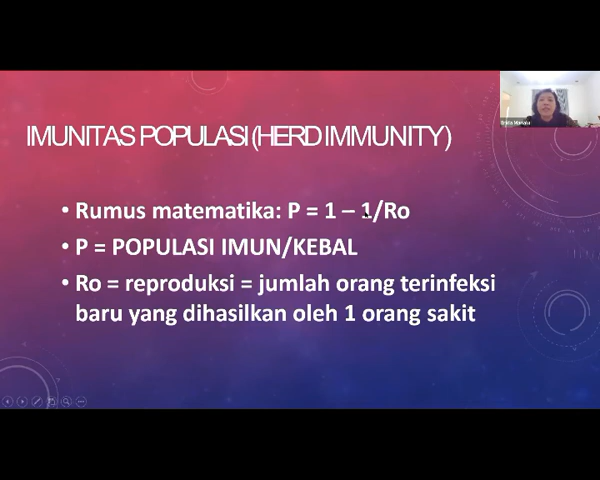 IMUNITAS POPULASI (HERD IMMUNITY)
• Rumus matematika: P = 1 – 1/Ro
• P = POPULASI IMUN/KEBAL
• Ro = reproduksi = jumlah orang terinfeksi
baru yang dihasilkan oleh 1 orang sakit